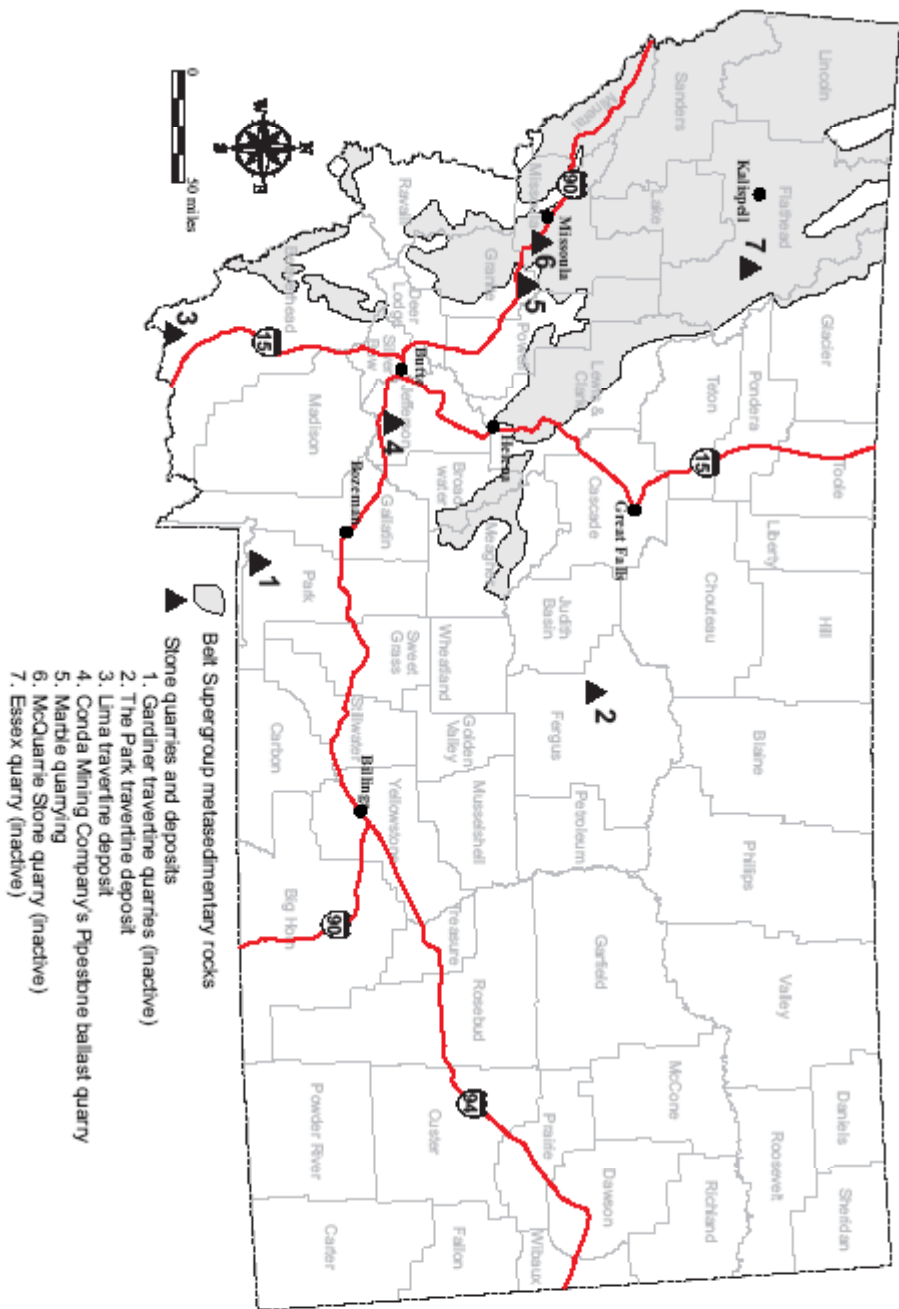 Lincoln
Flathead
Glacier
Toole
Liberty
Hill
Blaine
Phillips
Valley
Daniels
Sheridan
Roosevelt
Sanders
Kalispell
7
Lake
Pondera
Teton
15
Chouteau
Mineral
90
Missoula
Missoula
6
5
Powell
Lewis &
Clark
Great Falls
Cascade
Judith
Basin
2
Fergus
Petroleum
Garfield
McCone
Richland
Dawson
Prairie
Wibaux
Ravalli
Granite
Deer
Lodge
Silver
Bow
Butte
Jefferson
4
Helena
Broad
water
Meagher
Wheatland
Golden
Valley
Musselshell
Treasure
Rosebud
94
Custer
Fallon
Beaverhead
3
15
Madison
Bozeman
Gallatin
Park
1
Sweet
Grass
Stillwater
Carbon
Billings
Yellowstone
90
Big Horn
Powder River
Carter
N
W
E
S
0
50 miles
Belt Supergroup metasedimentary rocks
Stone quarries and deposits
1. Gardiner travertine quarries (inactive)
2. The Park travertine deposit
3. Lima travertine deposit
4. Conda Mining Company's Pipestone ballast quarry
5. Marble quarrying
6. McQuarrie Stone quarry (inactive)
7. Essex quarry (inactive)